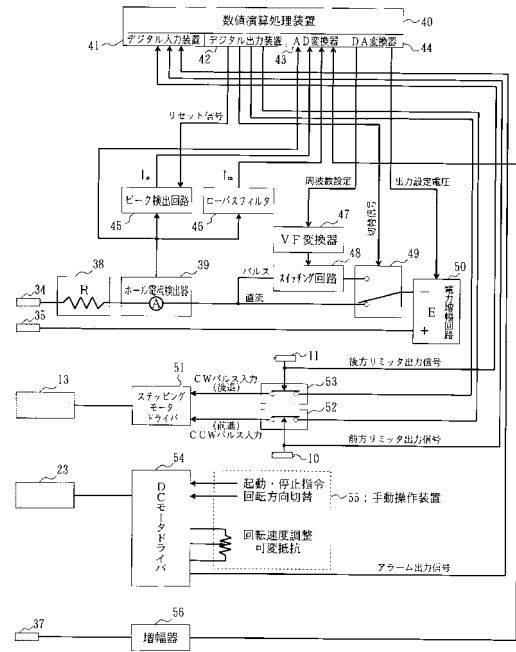 数値演算処理装置
40
41
デジタル入力装置
デジタル出力装置
AD変換器
DA変換器
42
43
44
リセット信号
Ip
Im
周波数設定
出力設定電圧
切替信号
ピーク検出回路
ローパスフィルタ
45
46
47
VF変換器
48
49
38
39
50
R
ホール電流検出器
A
パルス
スイッチング回路
直流
34
35
−
E
+
電力増幅回路
11
後方リミッタ出力信号
51
53
13
ステッピング
モータ
ドライバ
CWパルス入力
(後退)
52
(前進)
CCWパルス入力
前方リミッタ出力信号
10
54
23
DCモータドライバ
起動・停止指令
回転方向切替
55:手動操作装置
回転速度調整
可変抵抗
アラーム出力信号
56
37
増幅器